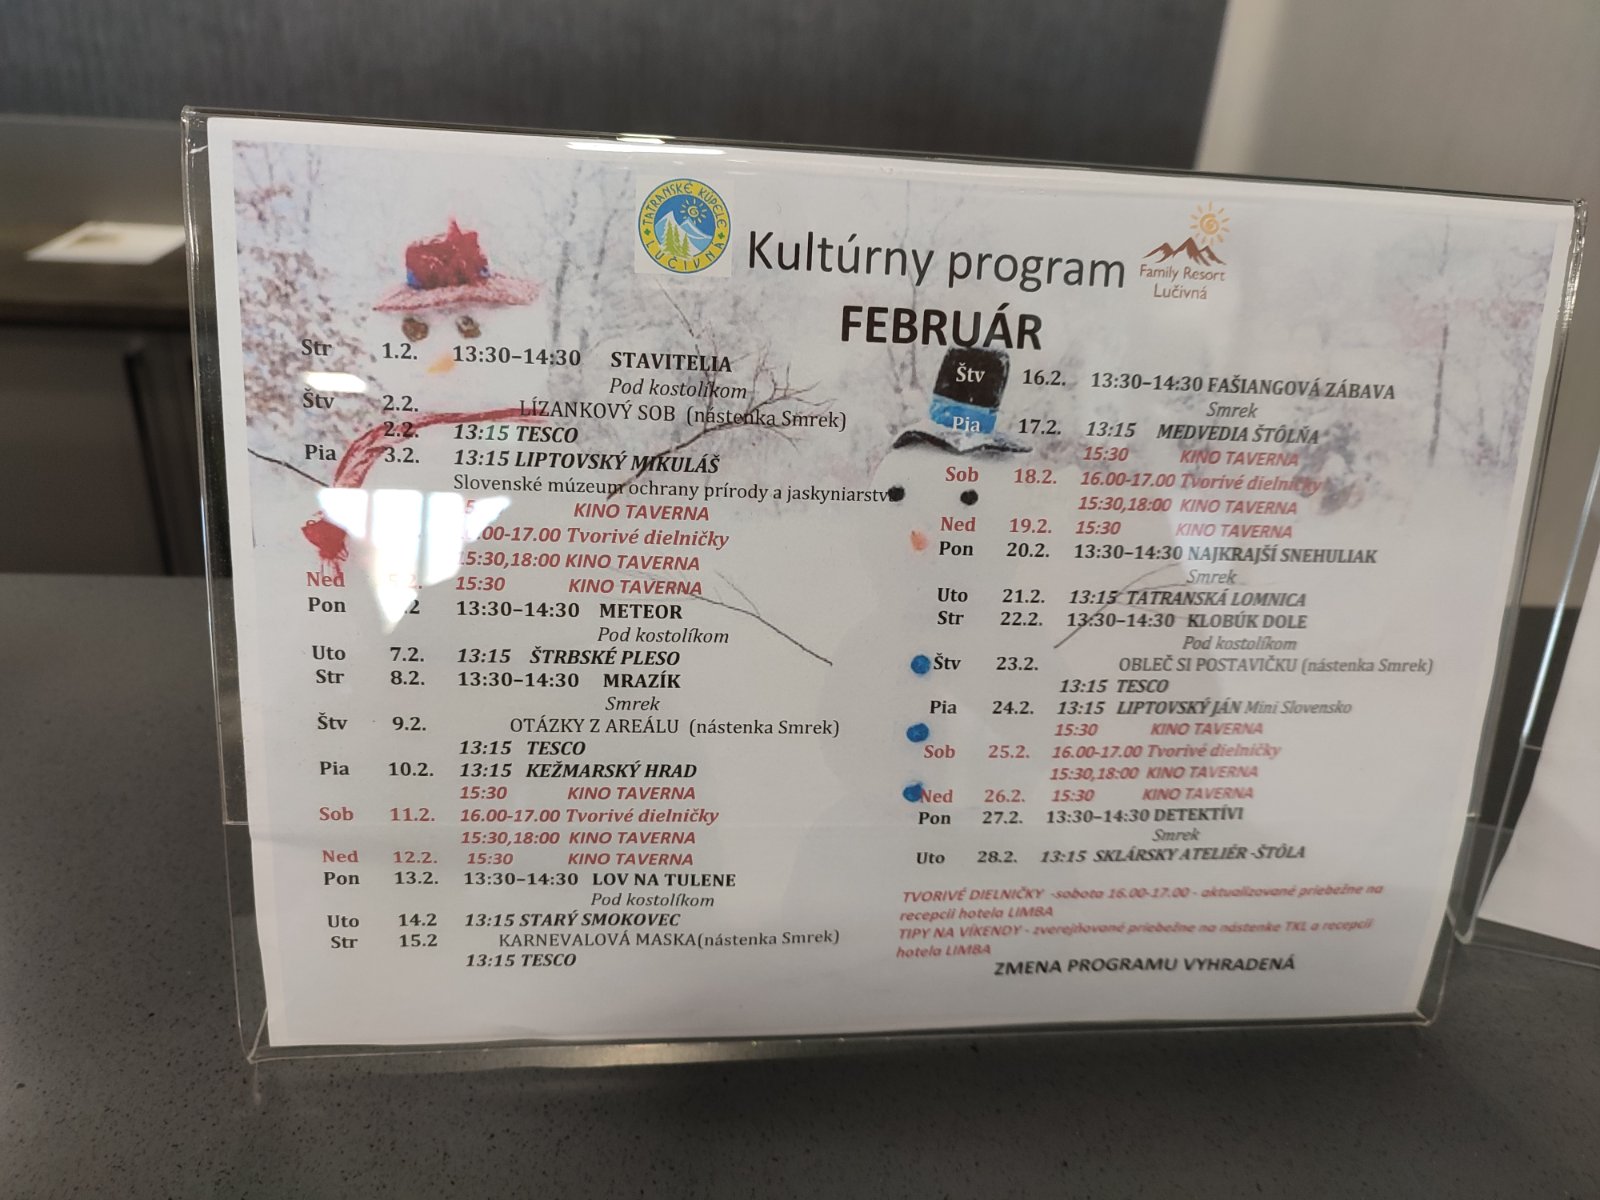 TATRANSKÉ KÚPELE LUČIVNÁ
Kultúrny program
Family Resort
Lučivná
FEBRUÁR
Str 1.2. 13:30–14:30 STAVITELIA
Pod kostolíkom
Štv 2.2. LÍZANKOVÝ SOB (nástenka Smrek)
2.2. 13:15 TESCO
Pia 3.2. 13:15 LIPTOVSKÝ MIKULÁŠ
Slovenské múzeum ochrany prírody a jaskyniarstv
KINO TAVERNA
.00-17.00 Tvorivé dielničky
15:30,18:00 KINO TAVERNA
Ned 15:30 KINO TAVERNA
Pon 13:30–14:30 METEOR
Pod kostolíkom
Uto 7.2. 13:15 ŠTRBSKÉ PLESO
Str 8.2. 13:30–14:30 MRAZÍK
Smrek
Štv 9.2. OTÁZKY Z AREÁLU (nástenka Smrek)
13:15 TESCO
Pia 10.2. 13:15 KEŽMARSKÝ HRAD
15:30 KINO TAVERNA
Sob 11.2. 16.00-17.00 Tvorivé dielničky
15:30,18:00 KINO TAVERNA
Ned 12.2. 15:30 KINO TAVERNA
Pon 13.2. 13:30–14:30 LOV NA TULENE
Pod kostolíkom
Uto 14.2 13:15 STARÝ SMOKOVEC
Str 15.2 KARNEVALOVÁ MASKA(nástenka Smrek)
13:15 TESCO
Štv 16.2. 13:30–14:30 FAŠIANGOVÁ ZÁBAVA
Smrek
Pia 17.2. 13:15 MEDVEDIA ŠTÔLŇA
15:30 KINO TAVERNA
Sob 18.2. 16.00-17.00 Tvorivé dielničky
15:30,18:00 KINO TAVERNA
Ned 19.2. 15:30 KINO TAVERNA
Pon 20.2. 13:30–14:30 NAJKRAJŠÍ SNEHULIAK
Smrek
Uto 21.2. 13:15 TATRANSKÁ LOMNICA
Str 22.2. 13:30–14:30 KLOBÚK DOLE
Pod kostolíkom
Štv 23.2. OBLEČ SI POSTAVIČKU (nástenka Smrek)
13:15 TESCO
Pia 24.2. 13:15 LIPTOVSKÝ JÁN Mini Slovensko
15:30 KINO TAVERNA
Sob 25.2. 16.00-17.00 Tvorivé dielničky
15:30,18:00 KINO TAVERNA
Ned 26.2. 15:30 KINO TAVERNA
Pon 27.2. 13:30–14:30 DETEKTÍVI
Smrek
Uto 28.2. 13:15 SKLÁRSKY ATELIÉR -ŠTÔLA
TVORIVÉ DIELNIČKY -sobota 16.00-17.00 - aktualizované priebežne na
recepcii hotela LIMBA
TIPY NA VÍKENDY - zverejňované priebežne na nástenke TKL a recepcii
hotela LIMBA
ZMENA PROGRAMU VYHRADENÁ